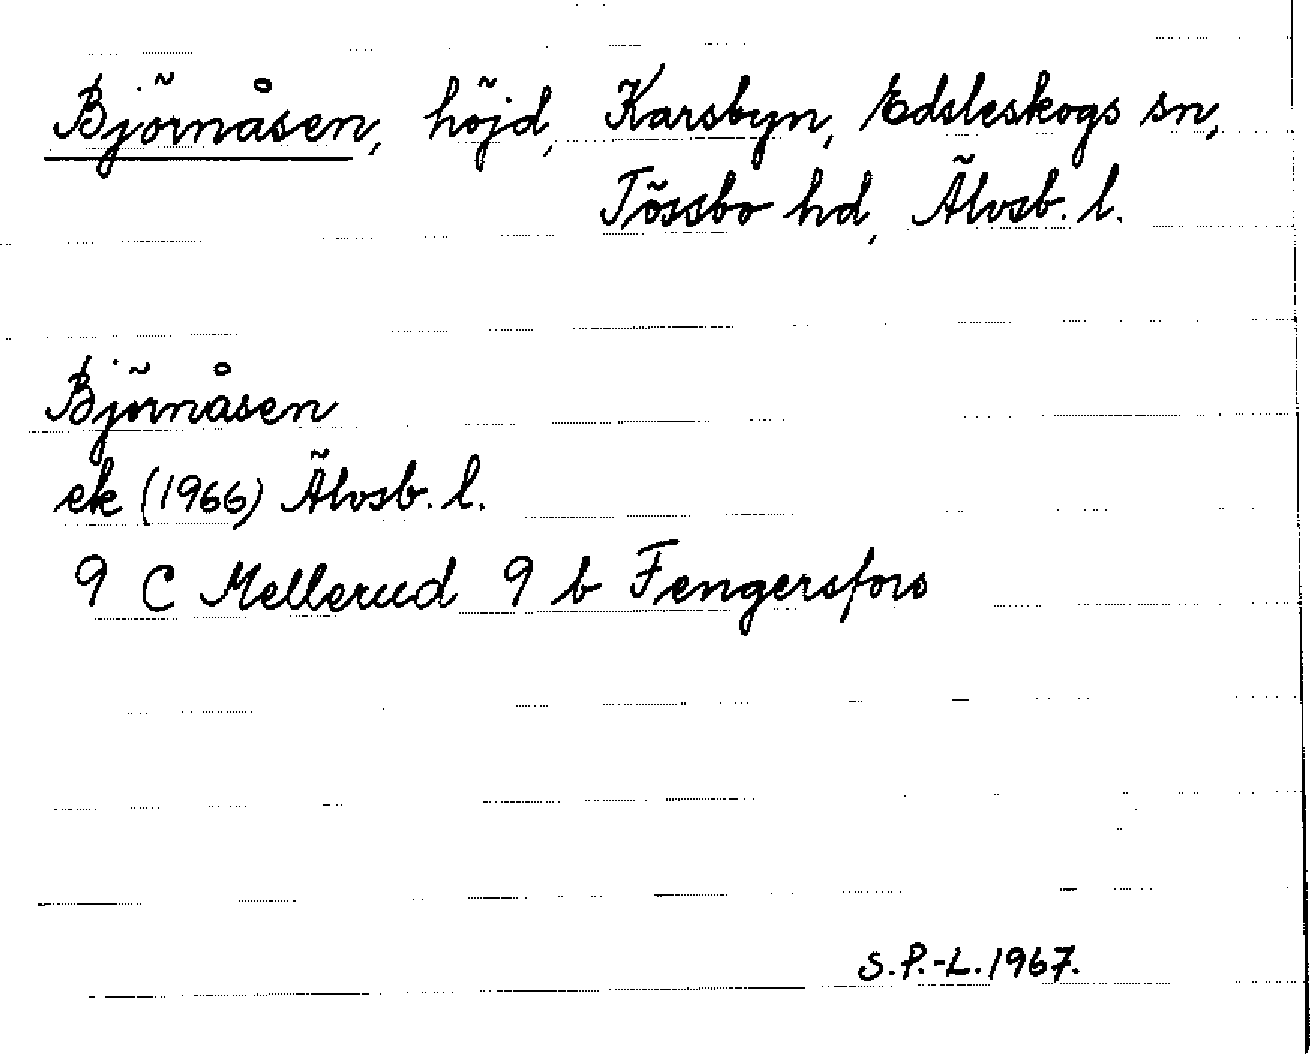 Björnåsen, höjd, Karsbyn, Edsleskogs sn,
Tössbo hd, Älvsb. l.
Björnåsen
ek (1966) Älvsb. l.
9 C Mellerud 9 b Fengersfors
S.P.-L. 1967.